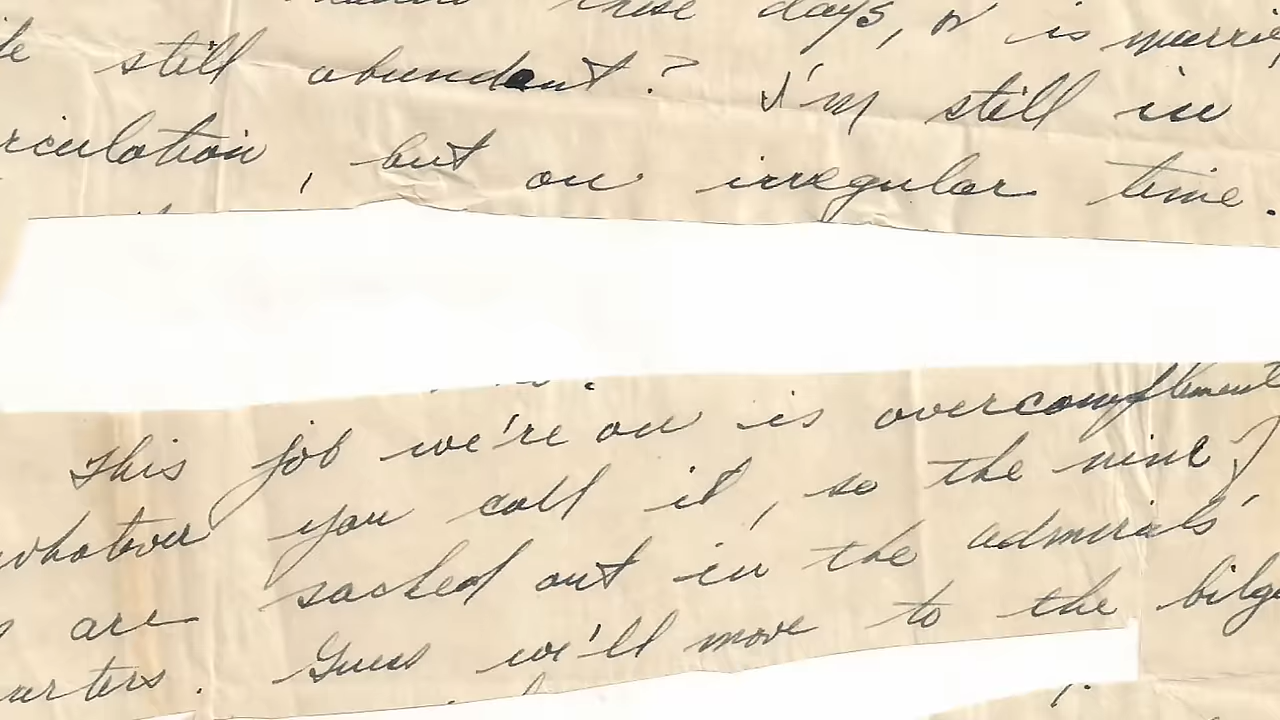 these days, or is marrie
still abundant? I'm still in
rculation, but on irregular time.
This job we're on is overcomplement
whatever you call it, so the nine
are sacked out in the admirals'
arters. Guess we'll move to the bilge